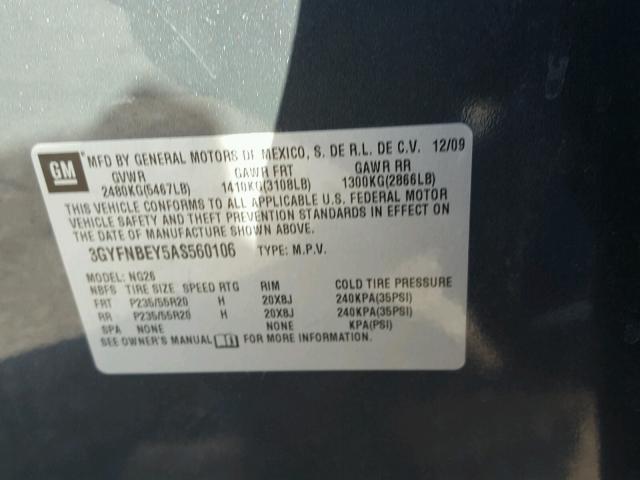 GM
MFD BY GENERAL MOTORS DE MEXICO, S. DE R.L. DE C.V. 12/09
GVWR GAWR FRT GAWR RR
2480KG(5467LB) 1410KG(3108LB) 1300KG(2866LB)
THIS VEHICLE CONFORMS TO ALL APPLICABLE U.S. FEDERAL MOTOR
VEHICLE SAFETY AND THEFT PREVENTION STANDARDS IN EFFECT ON
THE DATE OF MANUFACTURE SHOWN ABOVE.
3GYFNBEY5AS560106 TYPE: M.P.V.
MODEL: NG26
NBFS TIRE SIZE SPEED RTG RIM COLD TIRE PRESSURE
FRT P235/55R20 H 20X8J 240KPA(35PSI)
RR P235/55R20 H 20X8J 240KPA(35PSI)
SPA NONE NONE KPA(PSI)
SEE OWNER'S MANUAL FOR MORE INFORMATION.